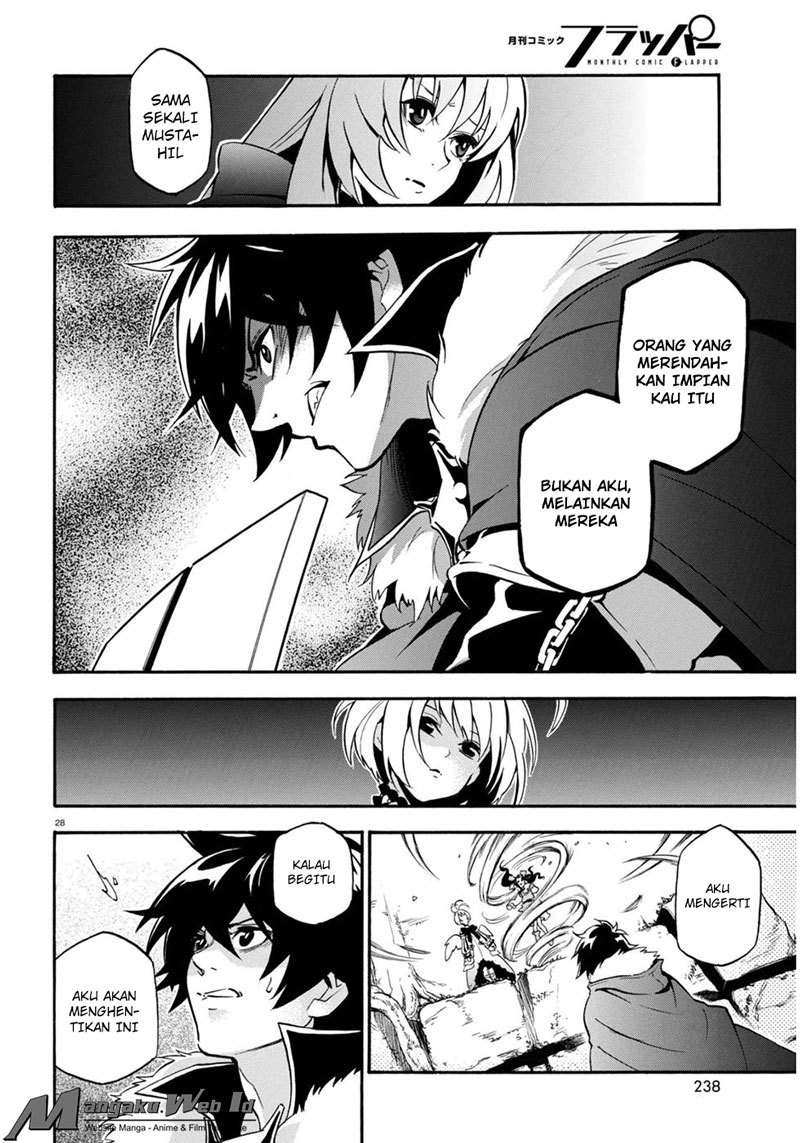 月刊コミック フラッパー
MONTHLY COMIC FLAPPER
SAMA
SEKALI
MUSTA-
HIL
ORANG YANG
MERENDAH-
KAN IMPIAN
KAU ITU
BUKAN AKU,
MELAINKAN
MEREKA
28
AKU
MENGERTI
KALAU
BEGITU
AKU AKAN
MENGHEN-
TIKAN INI
238
Mangaku.Web Id